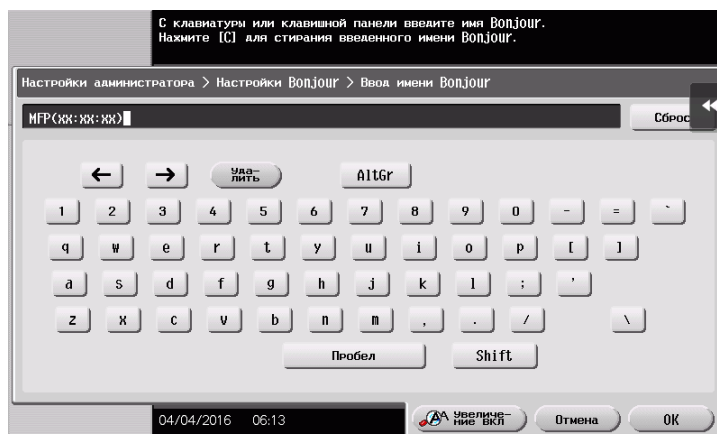 С клавиатуры или клавишной панели введите имя Bonjour.
Нажмите [C] для стирания введенного имени Bonjour.
Настройки администратора > Настройки Bonjour > Ввод имени Bonjour
MFP(xx:xx:xx)
Сброс
← → Уда-
лить AltGr
1 2 3 4 5 6 7 8 9 0 - = `
q w e r t y u i o p [ ]
a s d f g h j k l ; '
z x c v b n m , . / \
Пробел Shift
04/04/2016 06:13
Увеличе-
ние ВКЛ
Отмена
OK